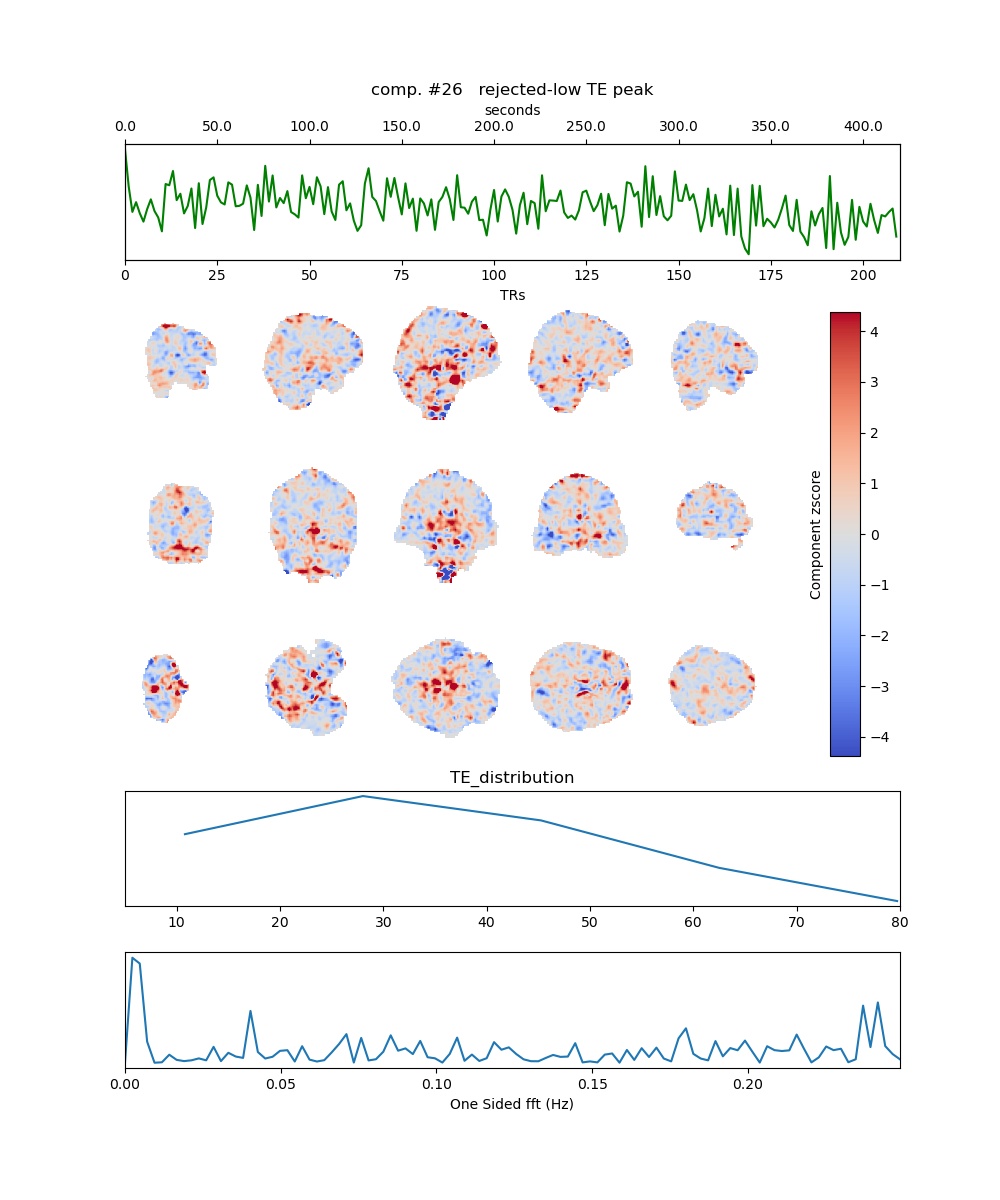 comp. #26   rejected-low TE peak
seconds
0.0 50.0 100.0 150.0 200.0 250.0 300.0 350.0 400.0
0 25 50 75 100 125 150 175 200
TRs
4
3
2
1
0
−1
−2
−3
−4
Component zscore
TE_distribution
10 20 30 40 50 60 70 80
0.00 0.05 0.10 0.15 0.20
One Sided fft (Hz)